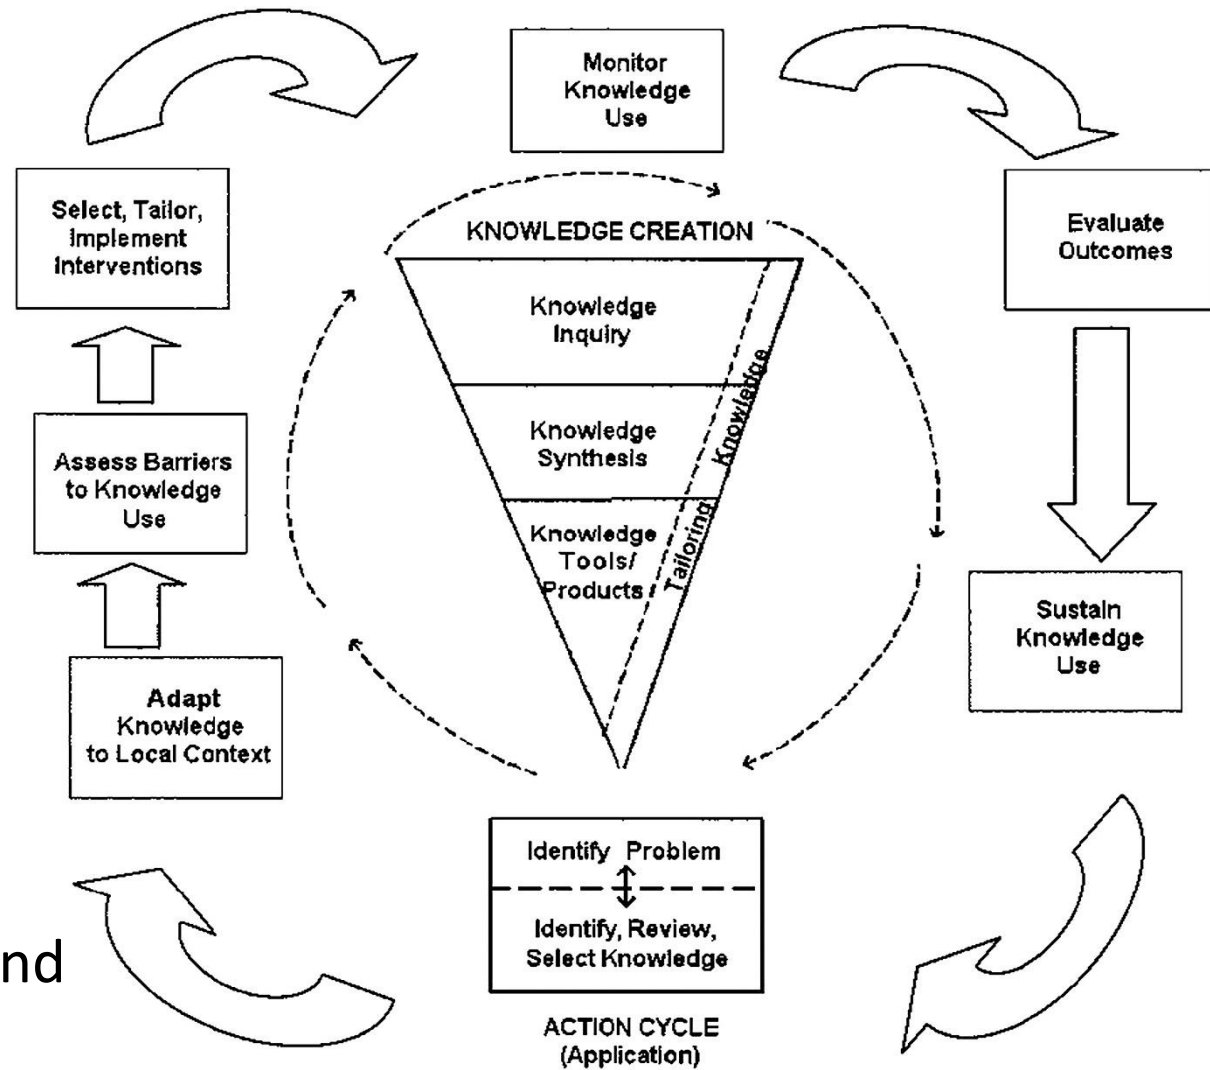 Monitor
Knowledge
Use
Select, Tailor,
Implement
Interventions
Evaluate
Outcomes
KNOWLEDGE CREATION
Knowledge
Inquiry
Knowledge
Synthesis
Knowledge
Tools/
Products
Tailoring Knowledge
Assess Barriers
to Knowledge
Use
Sustain
Knowledge
Use
Adapt
Knowledge
to Local Context
Identify Problem
Identify, Review,
Select Knowledge
nd
ACTION CYCLE
(Application)